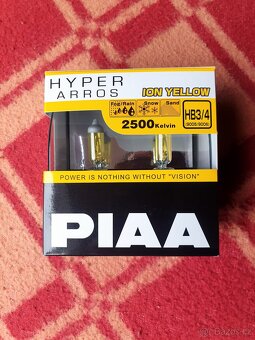 HYPER
ARROS
ION YELLOW
Fog/Rain Snow Sand
2500 Kelvin
HB3/4
(9005/9006)
POWER IS NOTHING WITHOUT "VISION"
PIAA